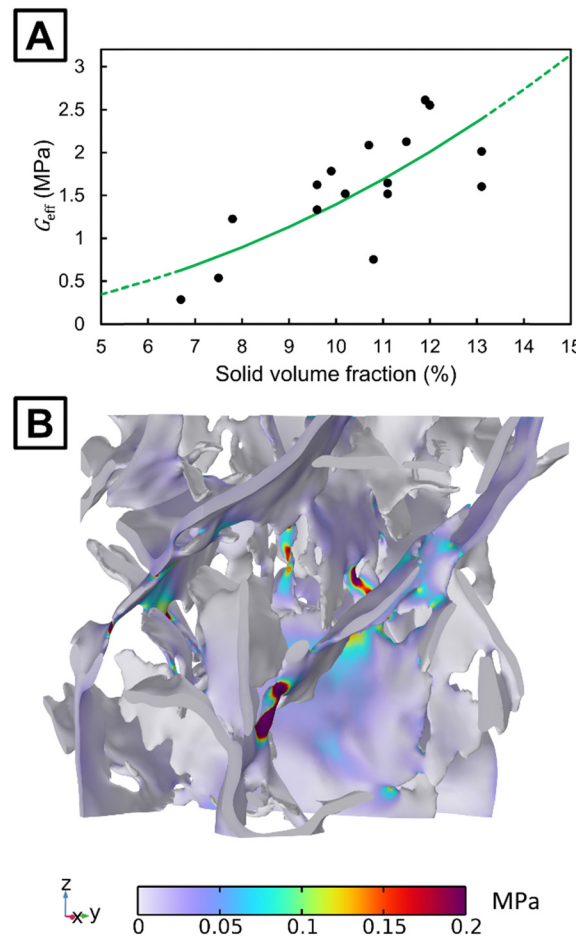 A
3
2.5
2
1.5
1
0.5
0
G_eff (MPa)
5 6 7 8 9 10 11 12 13 14 15
Solid volume fraction (%)
B
z
x y
0 0.05 0.1 0.15 0.2
MPa